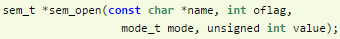 sem_t *sem_open(const char *name, int oflag,
mode_t mode, unsigned int value);